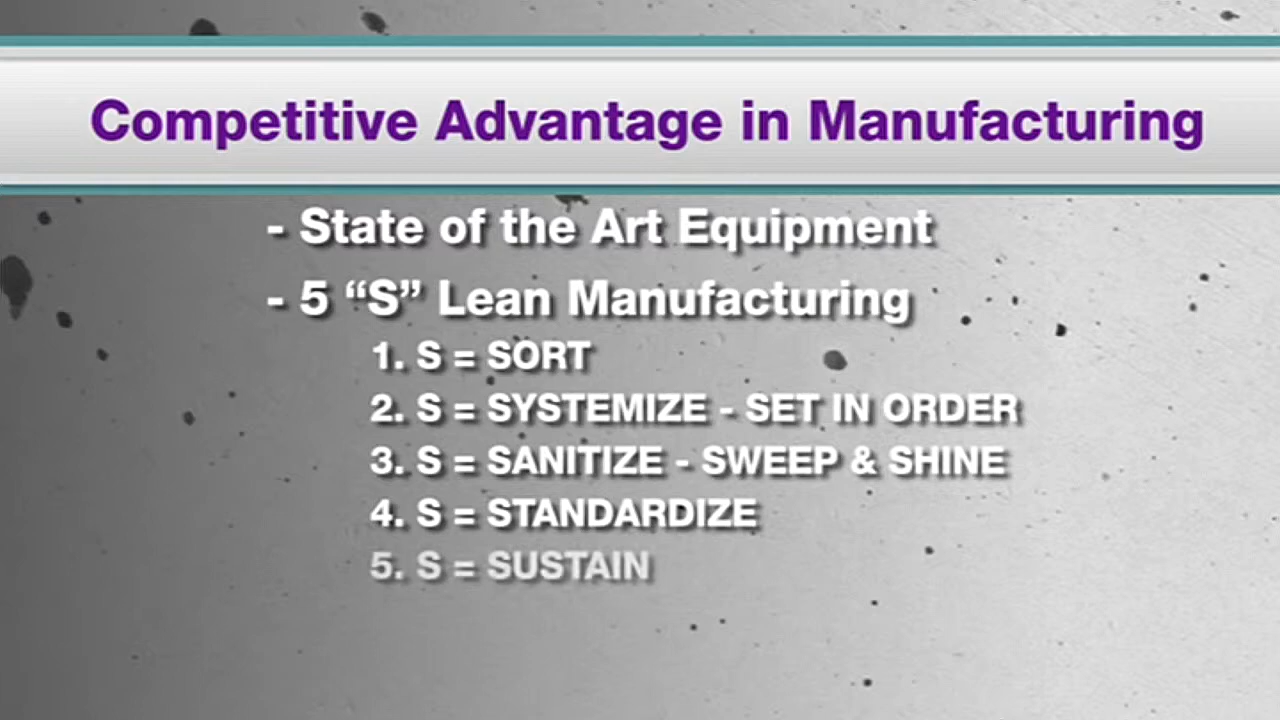 Competitive Advantage in Manufacturing
- State of the Art Equipment
- 5 “S” Lean Manufacturing
1. S = SORT
2. S = SYSTEMIZE - SET IN ORDER
3. S = SANITIZE - SWEEP & SHINE
4. S = STANDARDIZE
5. S = SUSTAIN